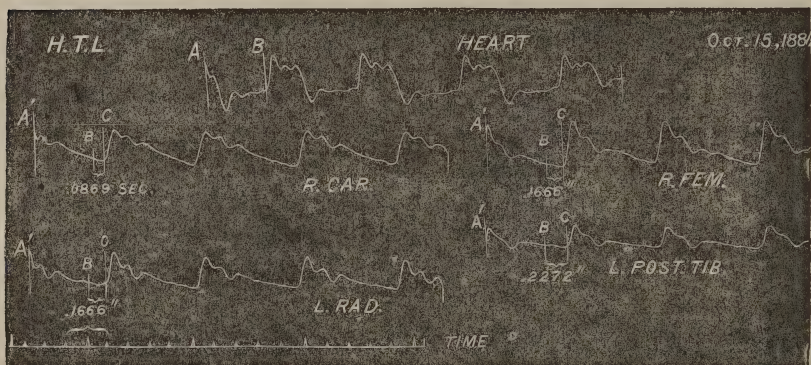 H.T.L
A B HEART
OCT. 15, 188
A' B C
.0869 SEC.
R. CAR.
A' B C
.1666"
R. FEM.
A' B C
.1666"
L. RAD.
A' B C
.2272"
L. POST. TIB.
TIME